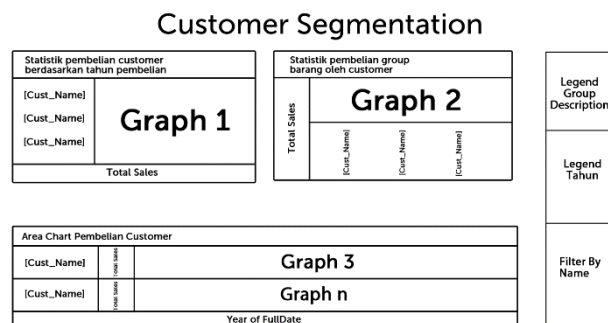 Customer Segmentation
Statistik pembelian customer
berdasarkan tahun pembelian
[Cust_Name]
[Cust_Name]
[Cust_Name]
Graph 1
Total Sales
Statistik pembelian group
barang oleh customer
Total Sales
Graph 2
[Cust_Name]
[Cust_Name]
[Cust_Name]
Legend
Group
Description
Legend
Tahun
Filter By
Name
Area Chart Pembelian Customer
[Cust_Name]
Total Sales
Graph 3
[Cust_Name]
Total Sales
Graph n
Year of FullDate